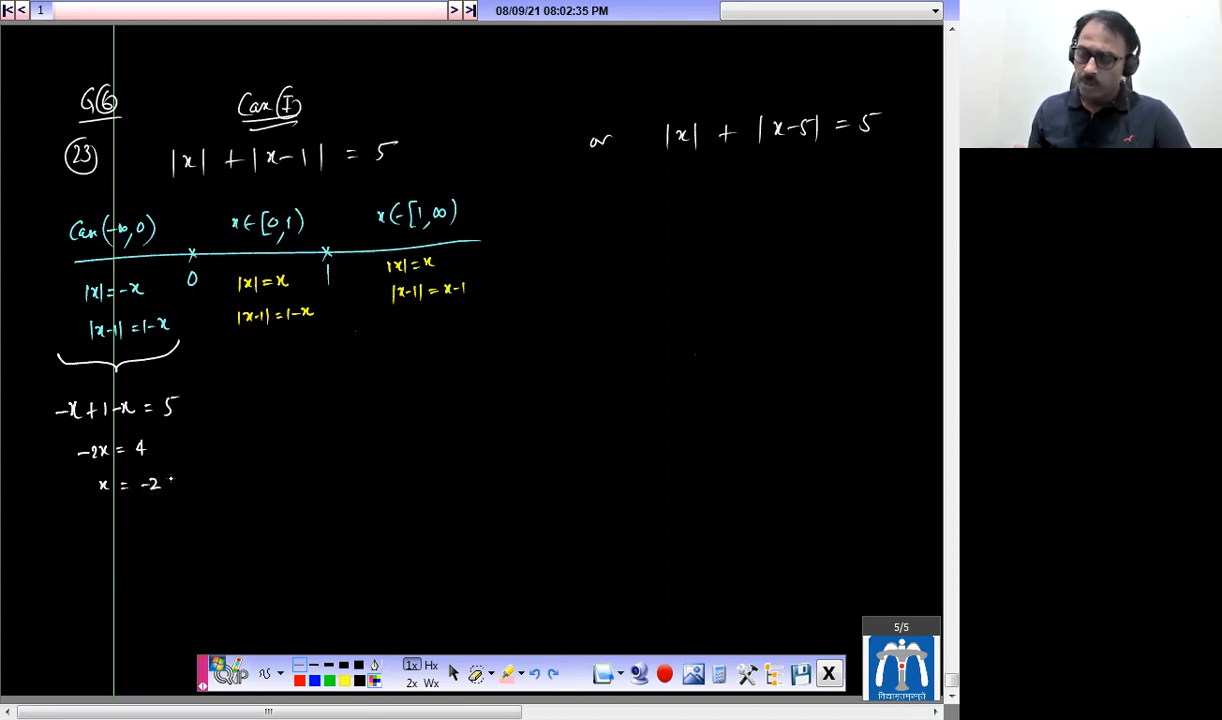 1
08/09/21 08:02:35 PM
G(6)
Case (I)
(23) |x| + |x-1| = 5
or |x| + |x-5| = 5
Case (-∞, 0) x ∈ [0, 1) x ∈ [1, ∞)
0 1
|x| = -x
|x-1| = 1-x
|x| = x
|x-1| = 1-x
|x| = x
|x-1| = x-1
-x + 1 - x = 5
-2x = 4
x = -2
5/5
1x Hx
2x Wx
X